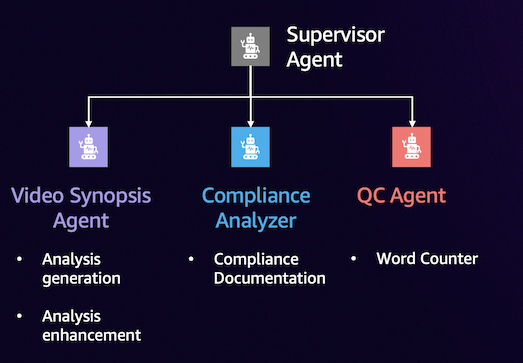 Supervisor
Agent
Video Synopsis
Agent
• Analysis
generation
• Analysis
enhancement
Compliance
Analyzer
• Compliance
Documentation
QC Agent
• Word Counter